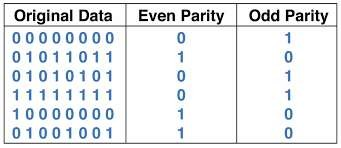 Original Data Even Parity Odd Parity
0 0 0 0 0 0 0 0 0 1
0 1 0 1 1 0 1 1 1 0
0 1 0 1 0 1 0 1 0 1
1 1 1 1 1 1 1 1 0 1
1 0 0 0 0 0 0 0 1 0
0 1 0 0 1 0 0 1 1 0